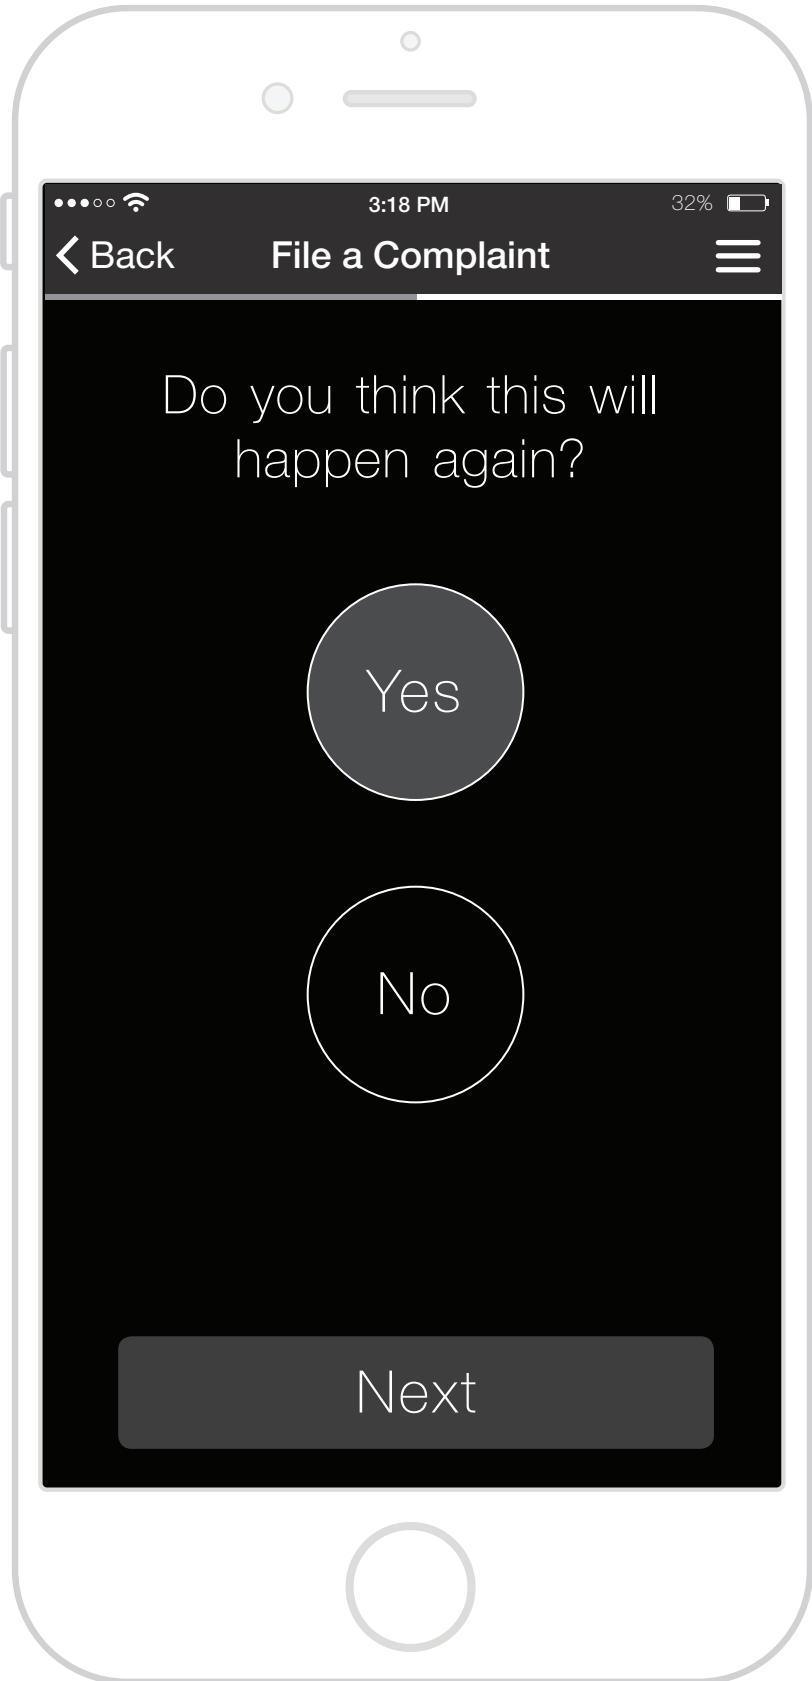 3:18 PM 32%
Back File a Complaint
Do you think this will
happen again?
Yes
No
Next